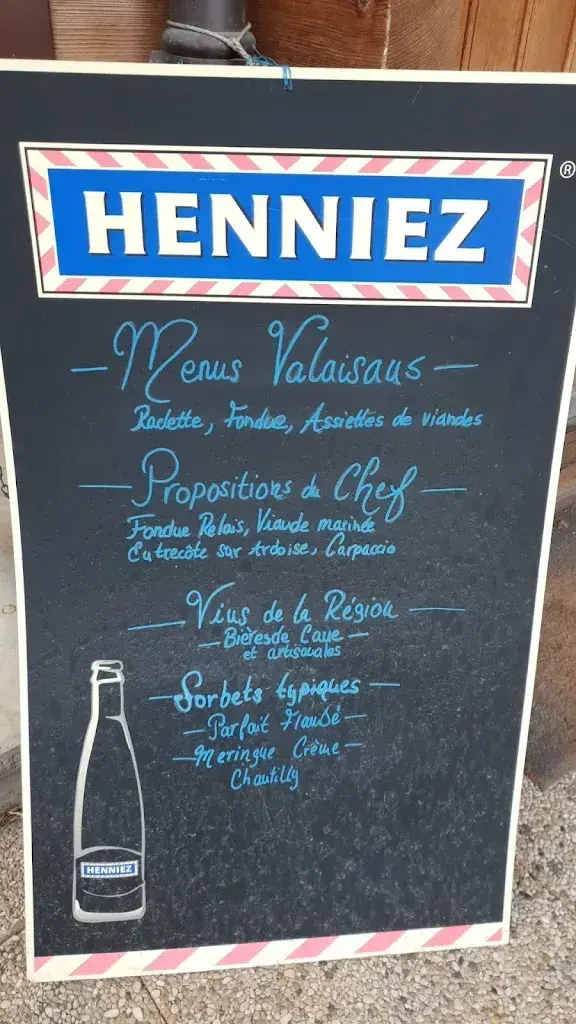 HENNIEZ ®
- Menus Valaisans -
Raclette, Fondue, Assiettes de viandes
- Propositions du Chef -
Fondue Relais, Viande marinée
Entrecôte sur Ardoise, Carpaccio
- Vins de la Région -
- Bières de Cave -
et artisanales
- Sorbets typiques -
- Parfait Flambé -
- Meringue Crème -
Chantilly
HENNIEZ